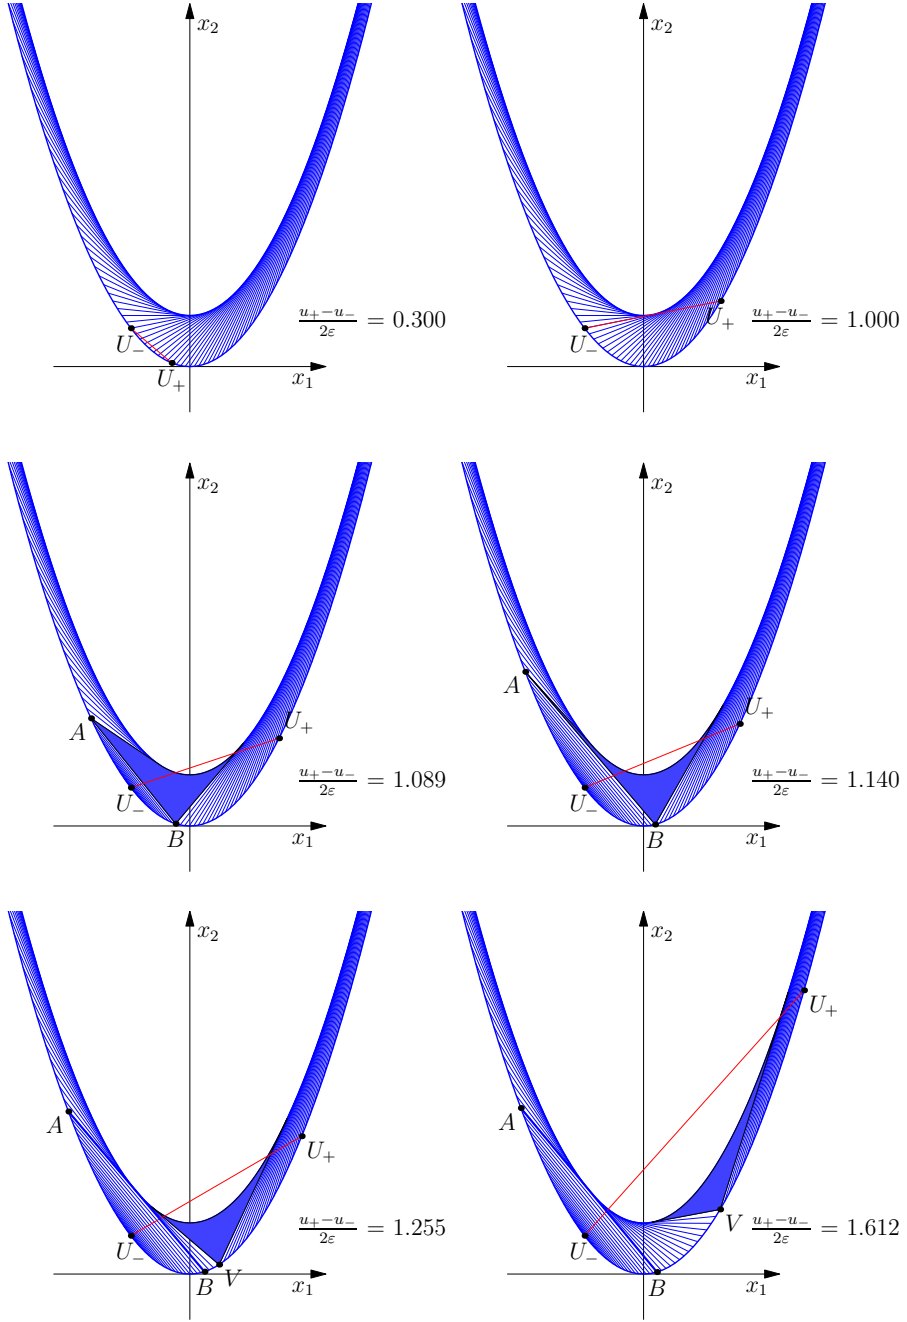 x₂ x₂
U₋ U₊ x₁ (u₊−u₋)/2ε = 0.300
U₋ U₊ x₁ (u₊−u₋)/2ε = 1.000
x₂ x₂
A U₋ B U₊ x₁ (u₊−u₋)/2ε = 1.089
A U₋ B U₊ x₁ (u₊−u₋)/2ε = 1.140
x₂ x₂
A U₋ B V U₊ x₁ (u₊−u₋)/2ε = 1.255
A U₋ B V U₊ x₁ (u₊−u₋)/2ε = 1.612